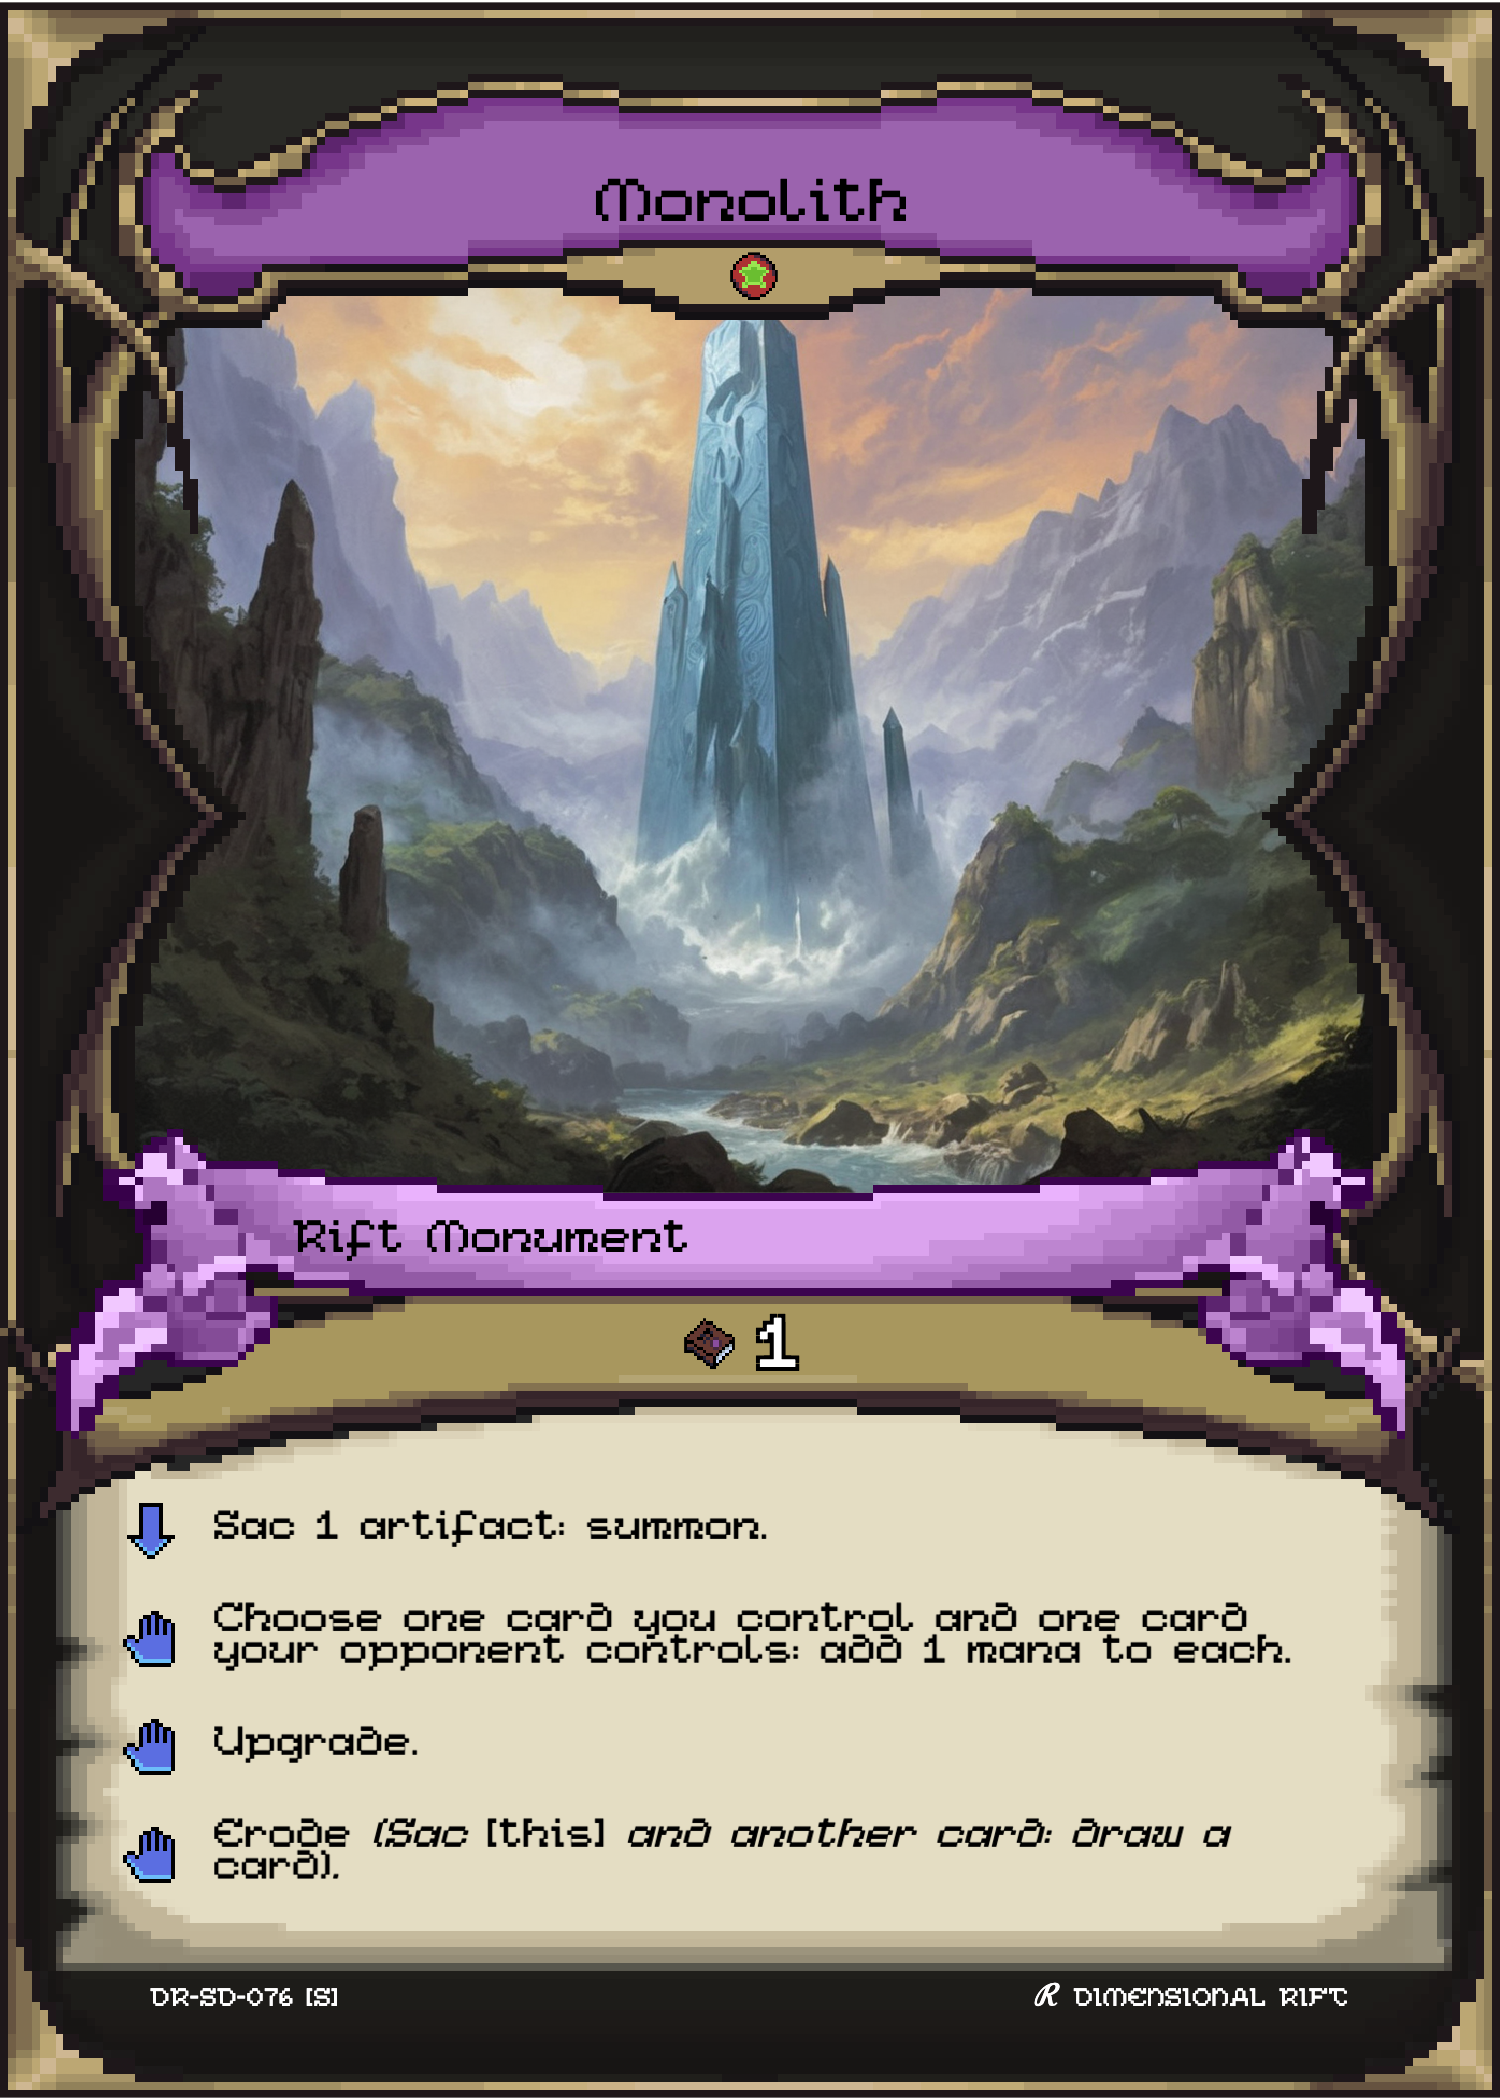 Monolith
Rift Monument
1
Sac 1 artifact: summon.
Choose one card you control and one card
your opponent controls: add 1 mana to each.
Upgrade.
Erode (Sac [this] and another card: draw a
card).
DR-SD-076 [S]
R DIMENSIONAL RIFT